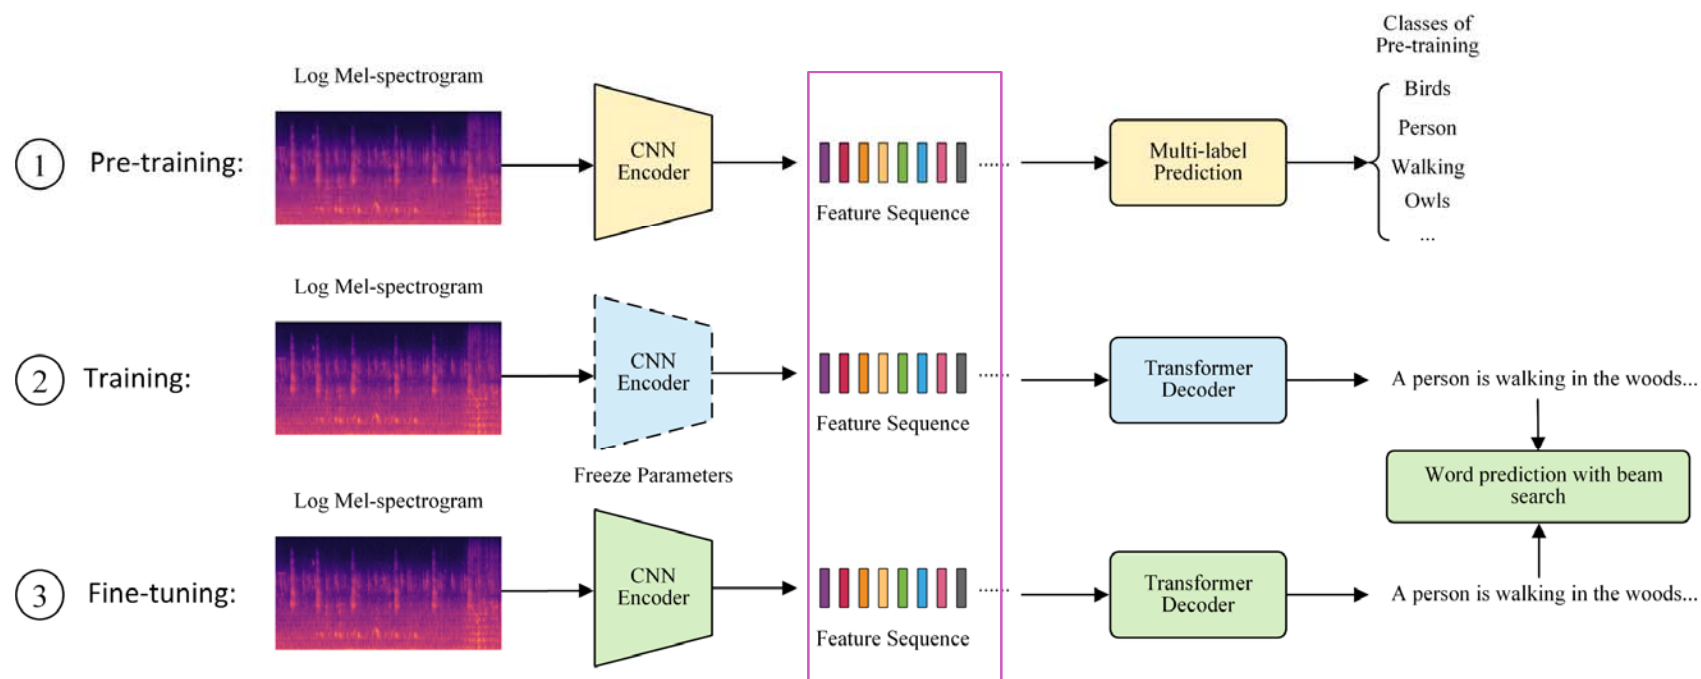 Classes of
Pre-training
Log Mel-spectrogram
1
Pre-training:
CNN
Encoder
......
Feature Sequence
Multi-label
Prediction
Birds
Person
Walking
Owls
...
Log Mel-spectrogram
2
Training:
CNN
Encoder
Freeze Parameters
......
Feature Sequence
Transformer
Decoder
A person is walking in the woods...
Word prediction with beam
search
Log Mel-spectrogram
3
Fine-tuning:
CNN
Encoder
......
Feature Sequence
Transformer
Decoder
A person is walking in the woods...